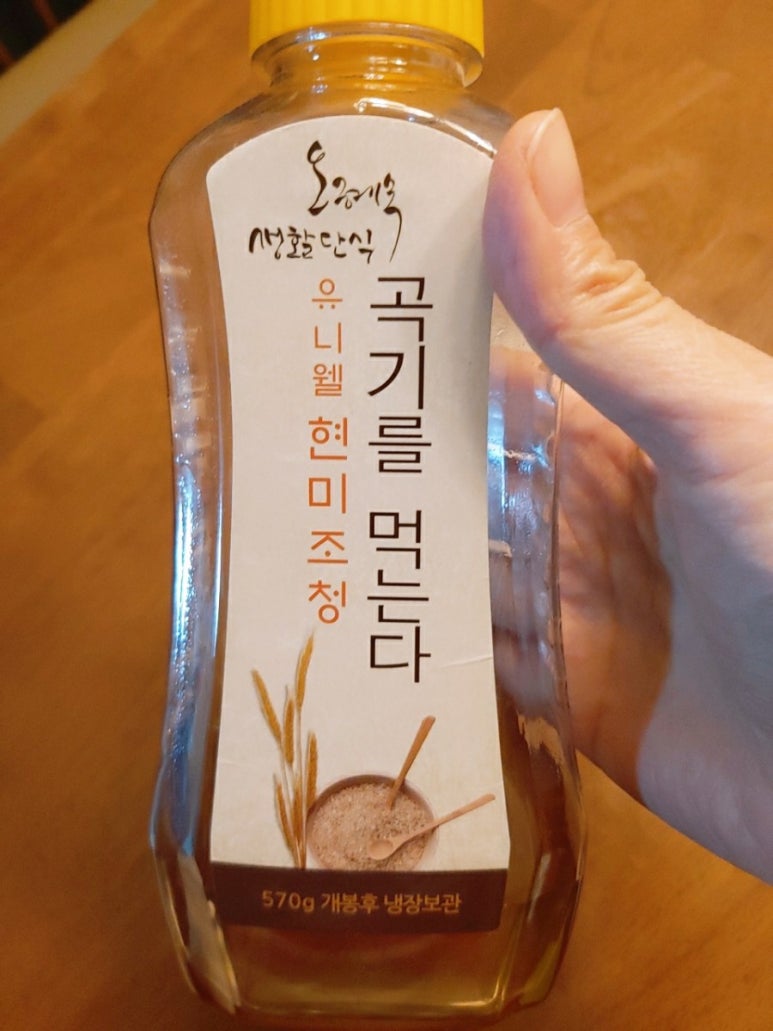 오혜숙
생활단식
곡기를 먹는다
유니웰 현미조청
570g 개봉후 냉장보관